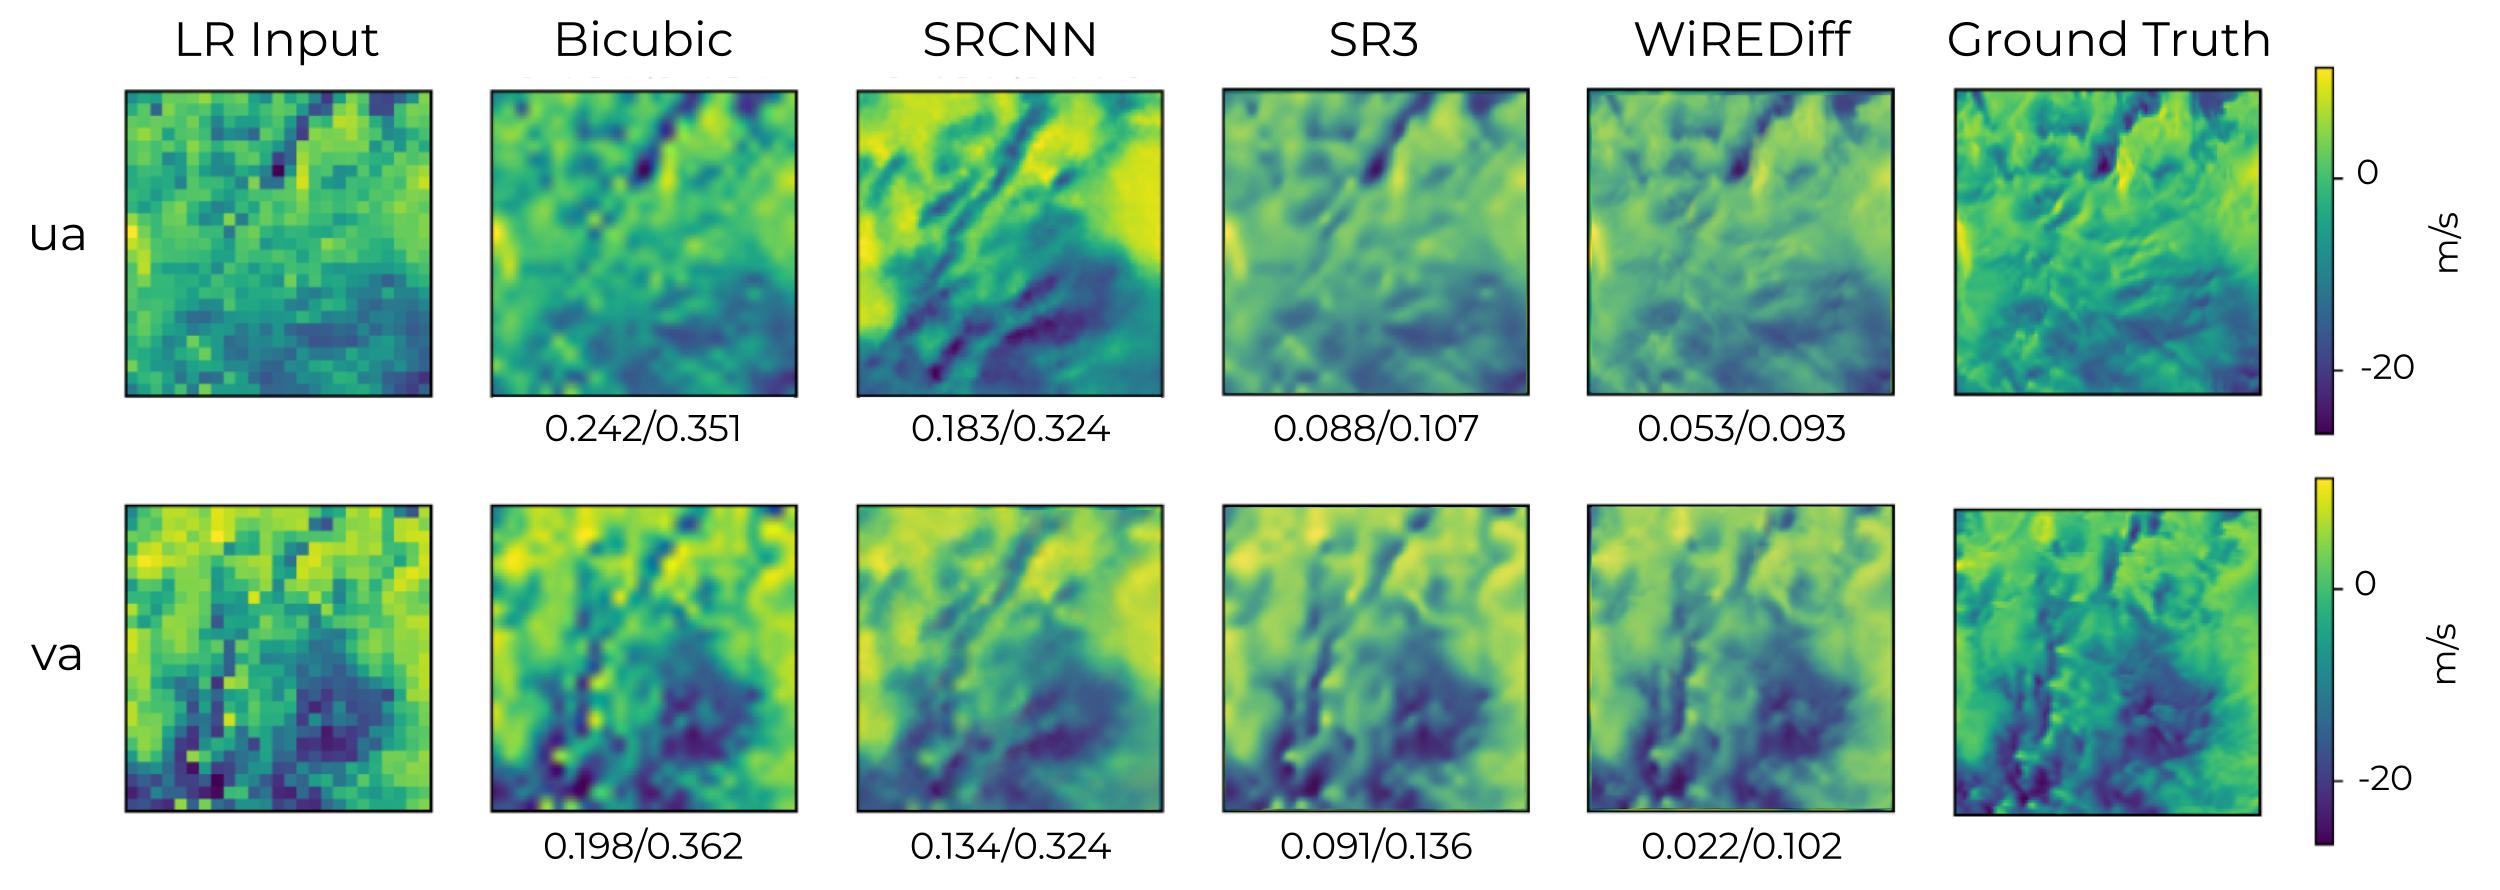 LR Input Bicubic SRCNN SR3 WiREDiff Ground Truth
ua
0
-20
m/s
0.242/0.351 0.183/0.324 0.088/0.107 0.053/0.093
va
0
-20
m/s
0.198/0.362 0.134/0.324 0.091/0.136 0.022/0.102